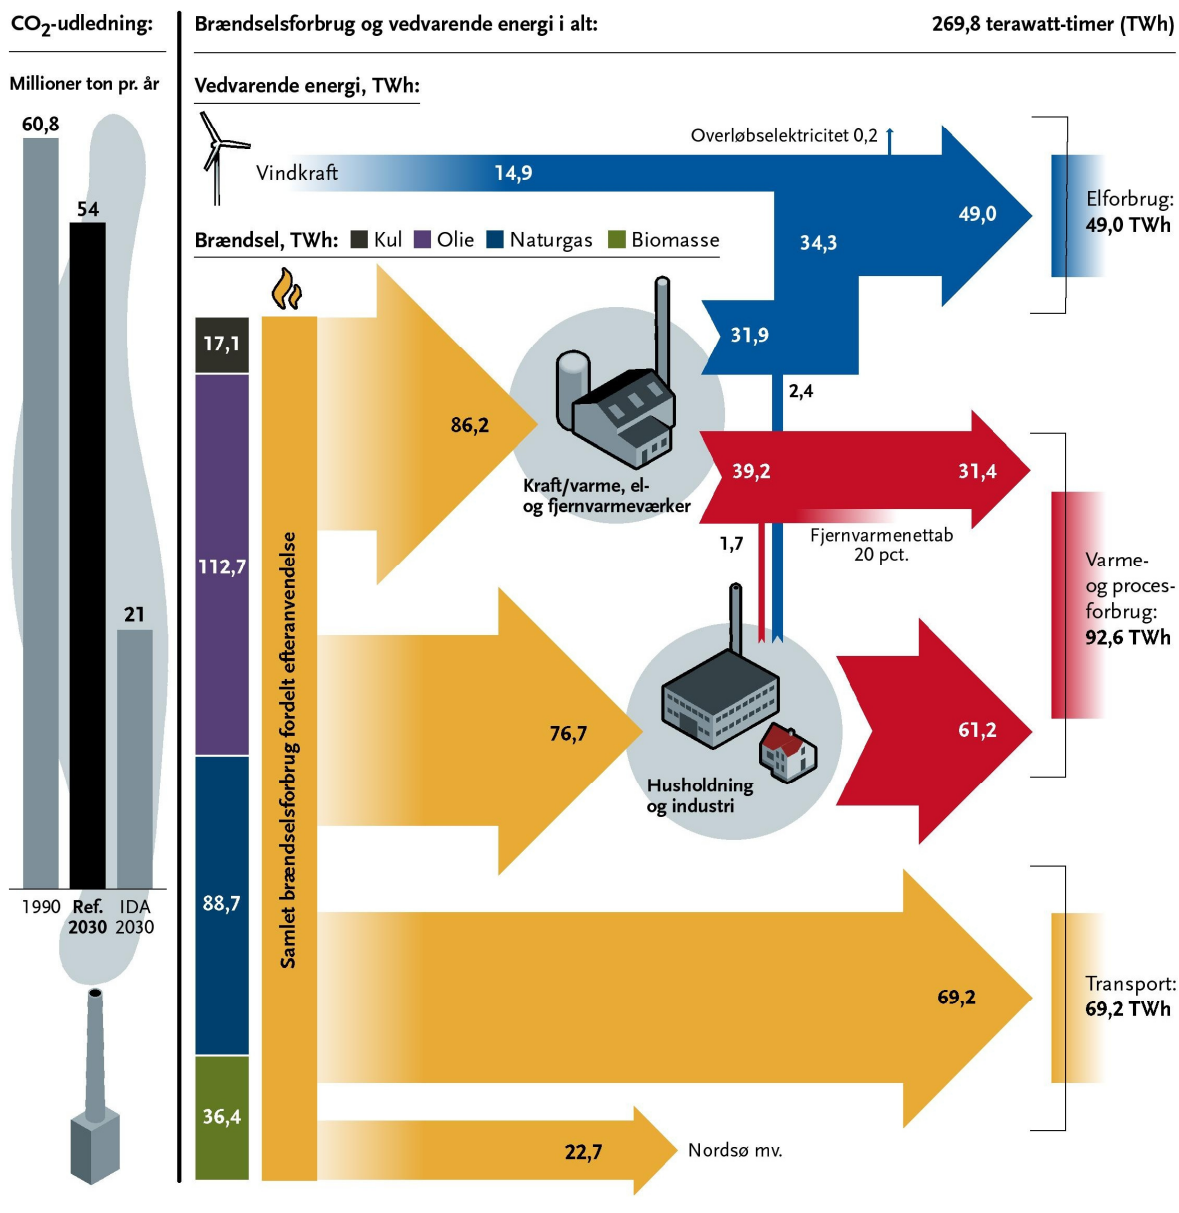 CO2-udledning:
Millioner ton pr. år
60,8
54
21
1990
Ref.
2030
IDA
2030
Brændselsforbrug og vedvarende energi i alt:
269,8 terawatt-timer (TWh)
Vedvarende energi, TWh:
Vindkraft
14,9
Overløbselektricitet 0,2
49,0
34,3
Elforbrug:
49,0 TWh
Brændsel, TWh:
Kul
Olie
Naturgas
Biomasse
17,1
112,7
88,7
36,4
Samlet brændselsforbrug fordelt efteranvendelse
86,2
Kraft/varme, el-
og fjernvarmeværker
31,9
2,4
39,2
31,4
1,7
Fjernvarmenettab
20 pct.
Varme-
og proces-
forbrug:
92,6 TWh
76,7
Husholdning
og industri
61,2
69,2
Transport:
69,2 TWh
22,7
Nordsø mv.